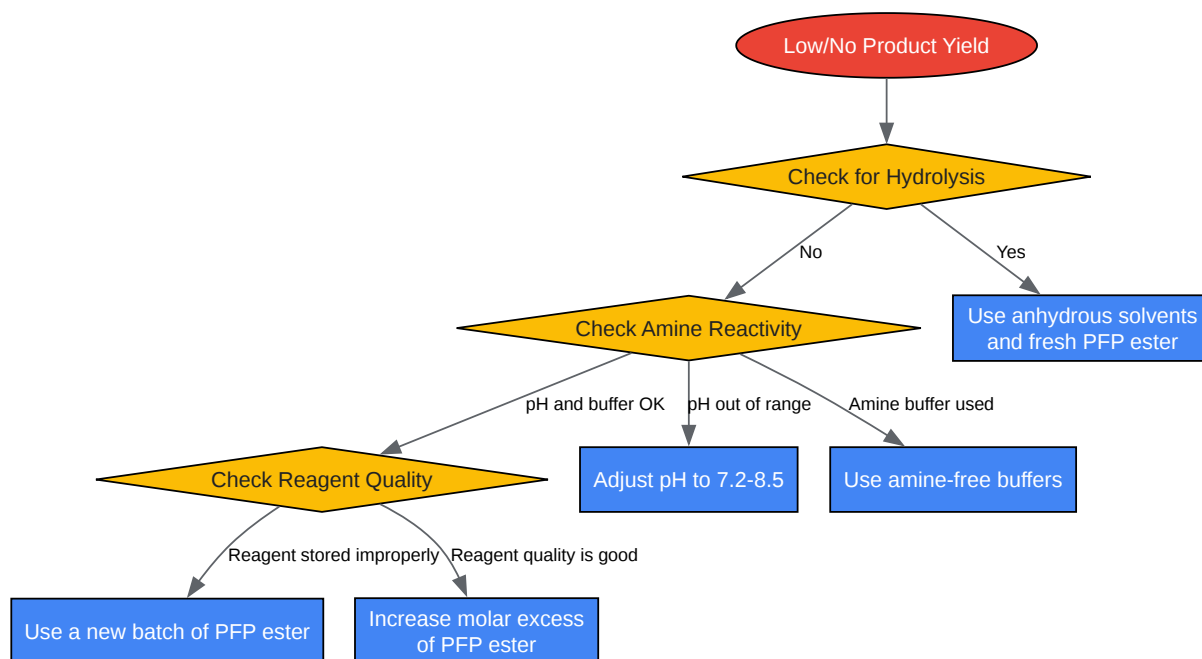 Low/No Product Yield
Check for Hydrolysis
No
Yes
Check Amine Reactivity
Use anhydrous solvents
and fresh PFP ester
pH and buffer OK
pH out of range
Amine buffer used
Check Reagent Quality
Adjust pH to 7.2-8.5
Use amine-free buffers
Reagent stored improperly
Reagent quality is good
Use a new batch of PFP ester
Increase molar excess
of PFP ester